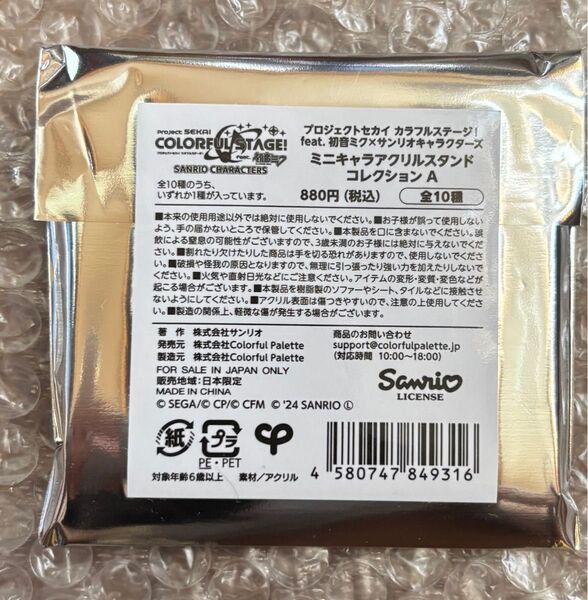 Project SEKAI
COLORFUL STAGE!
feat. 初音ミク
SANRIO CHARACTERS
プロジェクトセカイ カラフルステージ!
feat. 初音ミク×サンリオキャラクターズ
ミニキャラアクリルスタンド
コレクション A
全10種のうち、
いずれか1種が入っています。
880円(税込) 全10種
■本来の使用用途以外では絶対に使用しないでください。■お子様が誤って使用しない
よう、手の届かないところで保管してください。■本製品を口に含まないでください。誤
飲による窒息の可能性がございますので、3歳未満のお子様には絶対に与えないでくだ
さい。■割れたり欠けたりした商品は手を切る恐れがありますので、使用しないでくださ
い。■破損や怪我の原因となりますので、無理に引っ張ったり強い力を加えたりしないで
ください。■火気や直射日光などにご注意ください。アイテムの変形・変質・変色などが
起こる場合がございます。■本製品を樹脂製のソファーやシート、タイルなどに接触させ
ないようにしてください。■アクリル表面は傷つきやすいので、注意の上使用してくださ
い。■製造の関係上、軽微な傷が発生する場合がございます。
著 作 株式会社サンリオ
発売元 株式会社Colorful Palette
製造元 株式会社Colorful Palette
FOR SALE IN JAPAN ONLY
販売地域:日本限定
MADE IN CHINA
© SEGA/© CP/© CFM © '24 SANRIO Ⓛ
商品のお問い合わせ
support@colorfulpalette.jp
(対応時間 10:00~18:00)
Sanrio
LICENSE
紙
プラ
PE・PET
対象年齢6歳以上 素材/アクリル
4 580747 849316